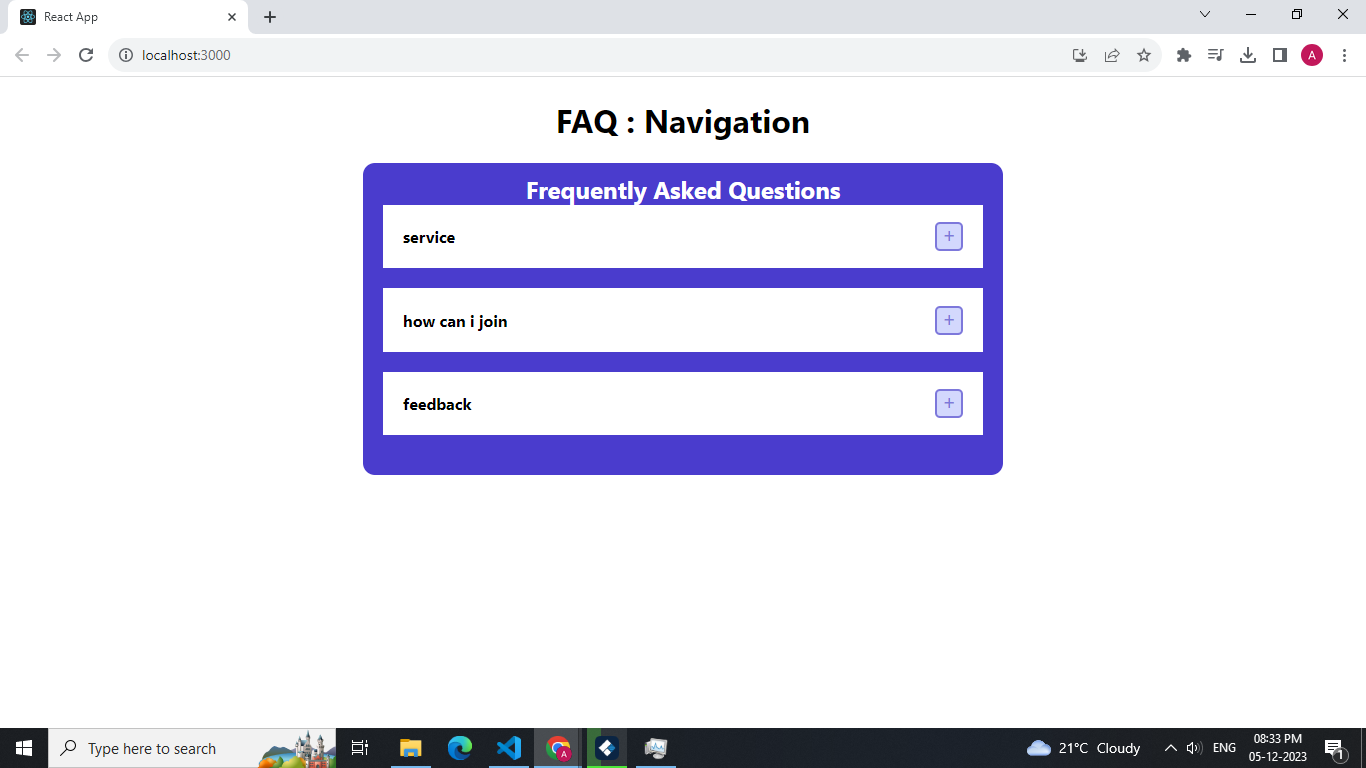 React App
localhost:3000
A
FAQ : Navigation
Frequently Asked Questions
service +
how can i join +
feedback +
Type here to search
A
21°C Cloudy
ENG
08:33 PM
05-12-2023
1